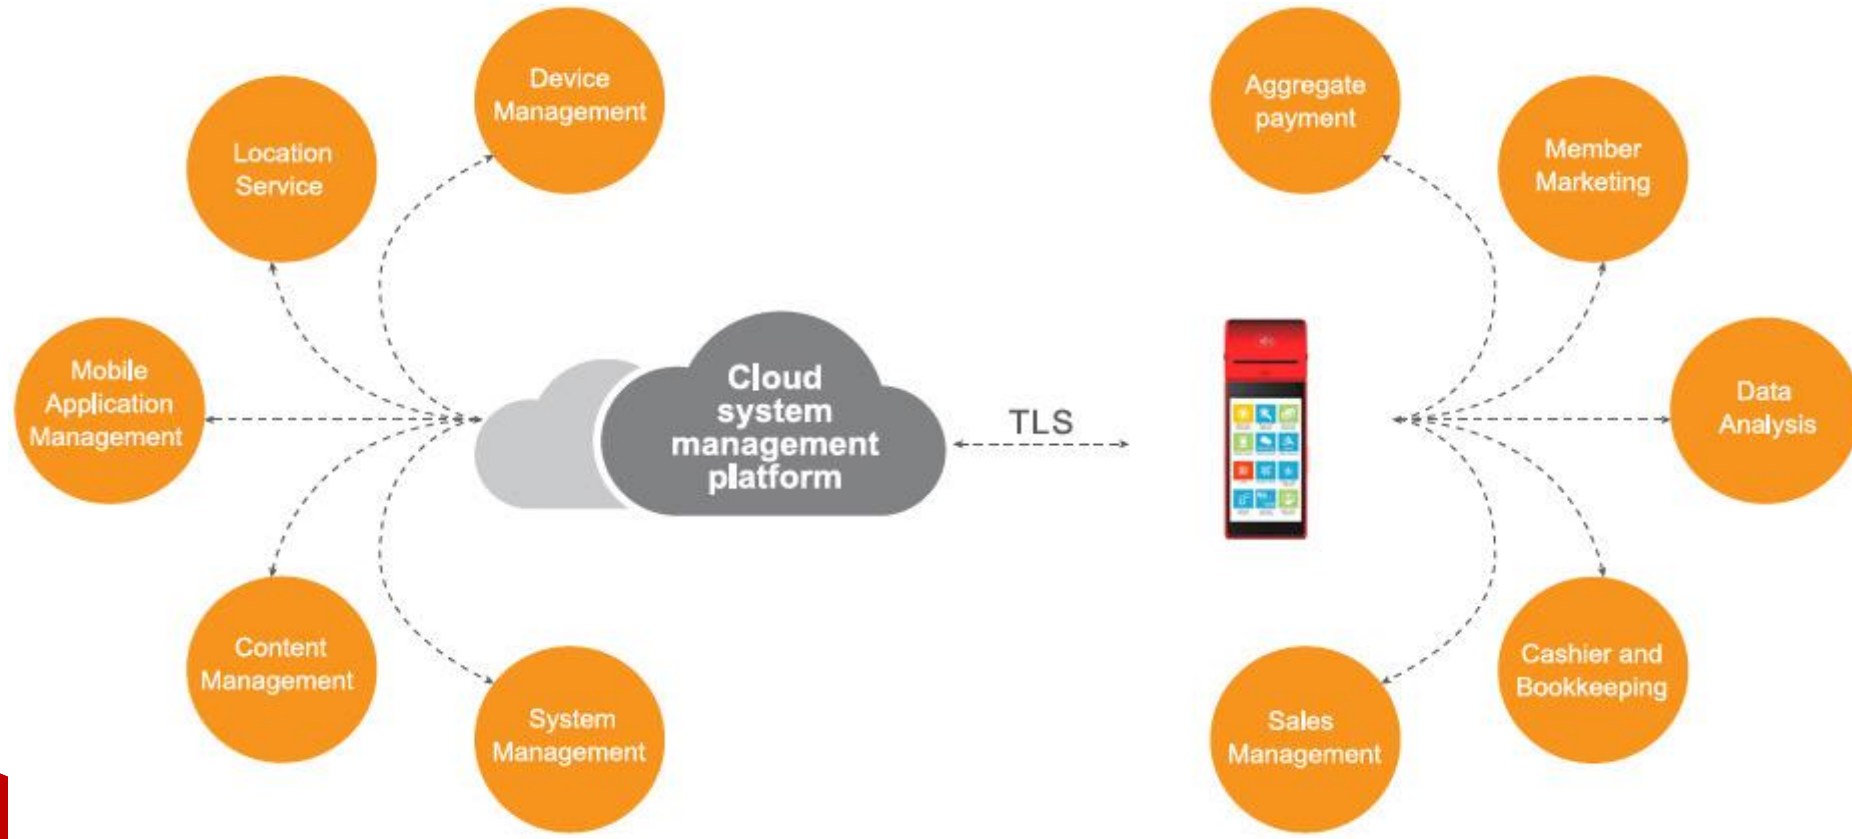 Device
Management
Location
Service
Mobile
Application
Management
Content
Management
System
Management
Cloud
system
management
platform
TLS
Aggregate
payment
Member
Marketing
Data
Analysis
Cashier and
Bookkeeping
Sales
Management